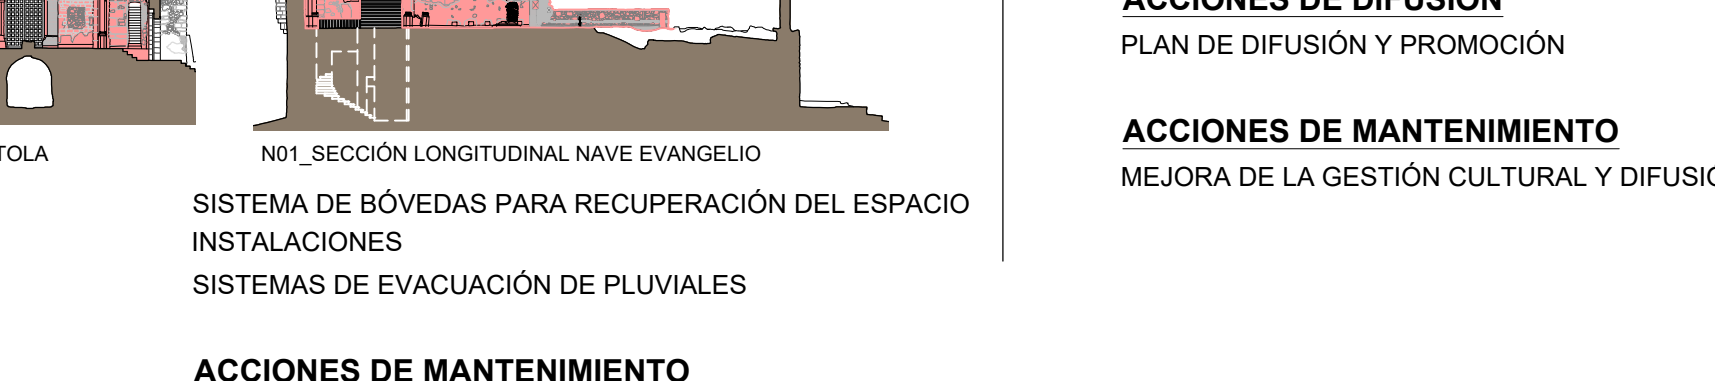 TOLA
N01_SECCIÓN LONGITUDINAL NAVE EVANGELIO
SISTEMA DE BÓVEDAS PARA RECUPERACIÓN DEL ESPACIO
INSTALACIONES
SISTEMAS DE EVACUACIÓN DE PLUVIALES
ACCIONES DE MANTENIMIENTO
ACCIONES DE DIFUSIÓN
PLAN DE DIFUSIÓN Y PROMOCIÓN
ACCIONES DE MANTENIMIENTO
MEJORA DE LA GESTIÓN CULTURAL Y DIFUSIÓ